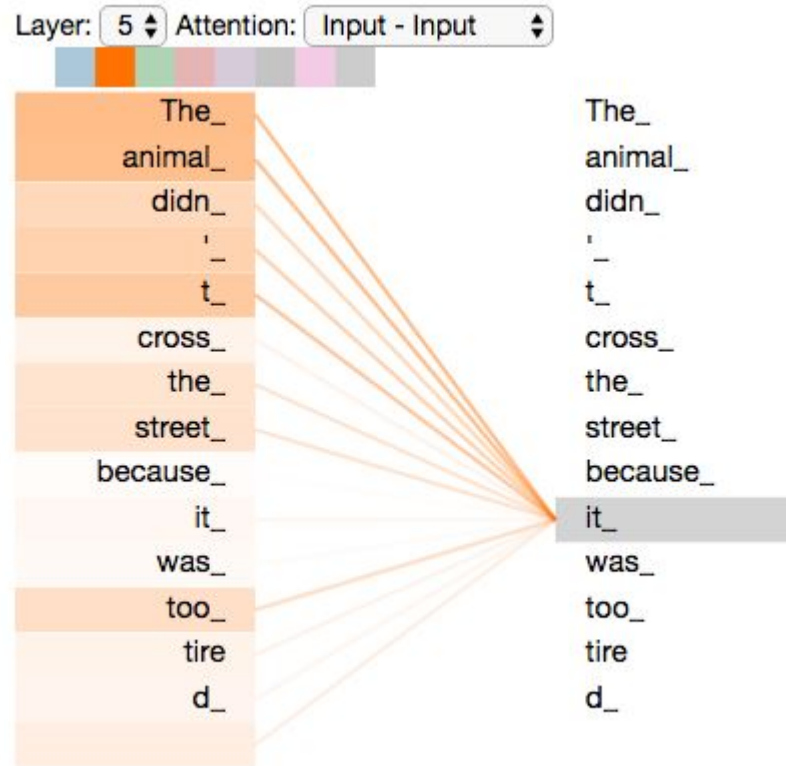 Layer: 5 Attention: Input - Input
The_ The_
animal_ animal_
didn_ didn_
'_ '_
t_ t_
cross_ cross_
the_ the_
street_ street_
because_ because_
it_ it_
was_ was_
too_ too_
tire tire
d_ d_